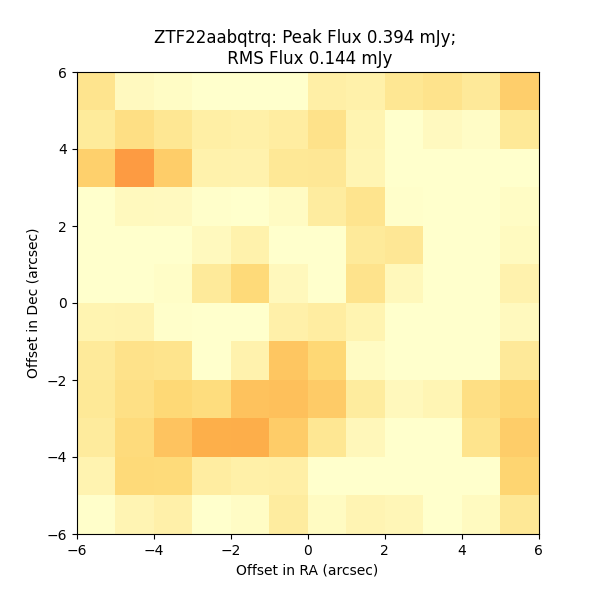 ZTF22aabqtrq: Peak Flux 0.394 mJy;
RMS Flux 0.144 mJy
6
4
2
0
−2
−4
−6
Offset in Dec (arcsec)
−6 −4 −2 0 2 4 6
Offset in RA (arcsec)